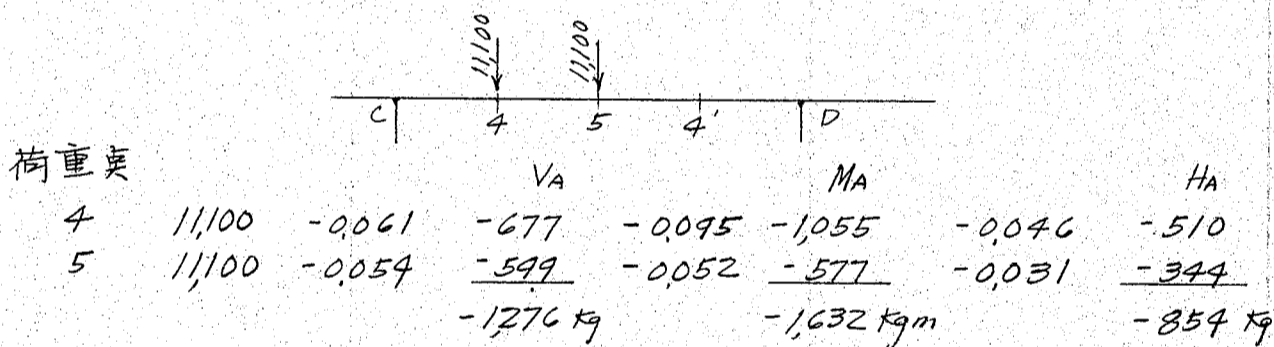 11,100 11,100
C 4 5 4' D
荷重点
VA MA HA
4 11,100 -0.061 -677 -0.095 -1,055 -0.046 -510
5 11,100 -0.054 -599 -0.052 -577 -0.031 -344
-1,276 kg -1,632 kgm -854 kg